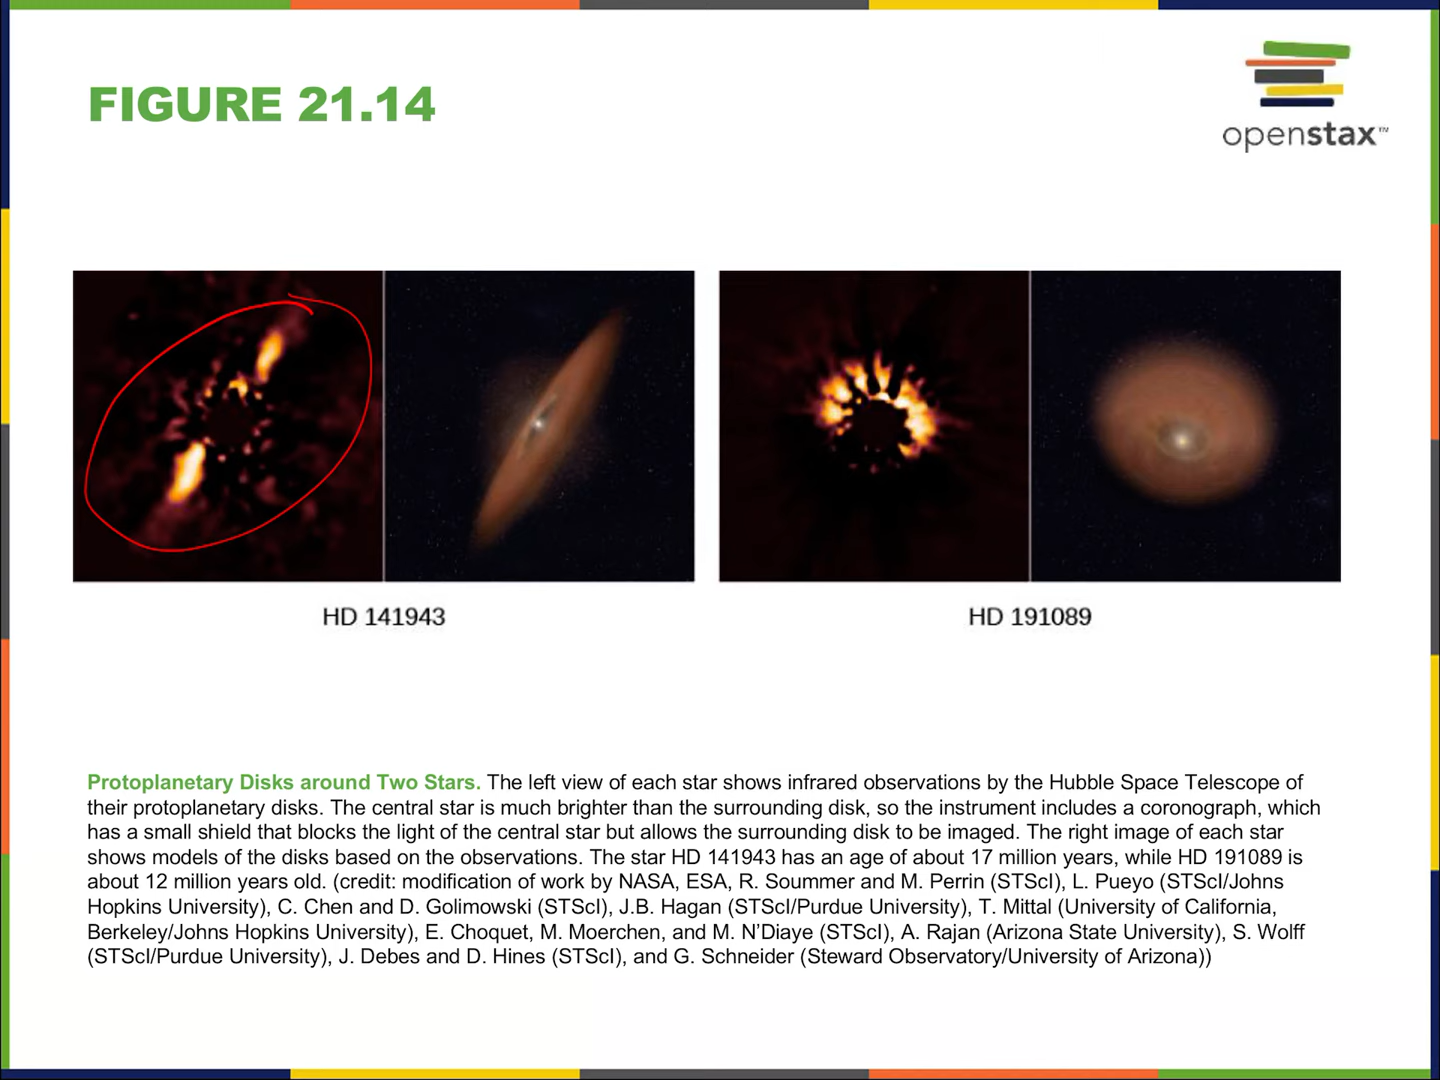 FIGURE 21.14
openstax™
HD 141943
HD 191089
Protoplanetary Disks around Two Stars. The left view of each star shows infrared observations by the Hubble Space Telescope of
their protoplanetary disks. The central star is much brighter than the surrounding disk, so the instrument includes a coronograph, which
has a small shield that blocks the light of the central star but allows the surrounding disk to be imaged. The right image of each star
shows models of the disks based on the observations. The star HD 141943 has an age of about 17 million years, while HD 191089 is
about 12 million years old. (credit: modification of work by NASA, ESA, R. Soummer and M. Perrin (STScI), L. Pueyo (STScI/Johns
Hopkins University), C. Chen and D. Golimowski (STScI), J.B. Hagan (STScI/Purdue University), T. Mittal (University of California,
Berkeley/Johns Hopkins University), E. Choquet, M. Moerchen, and M. N’Diaye (STScI), A. Rajan (Arizona State University), S. Wolff
(STScI/Purdue University), J. Debes and D. Hines (STScI), and G. Schneider (Steward Observatory/University of Arizona))